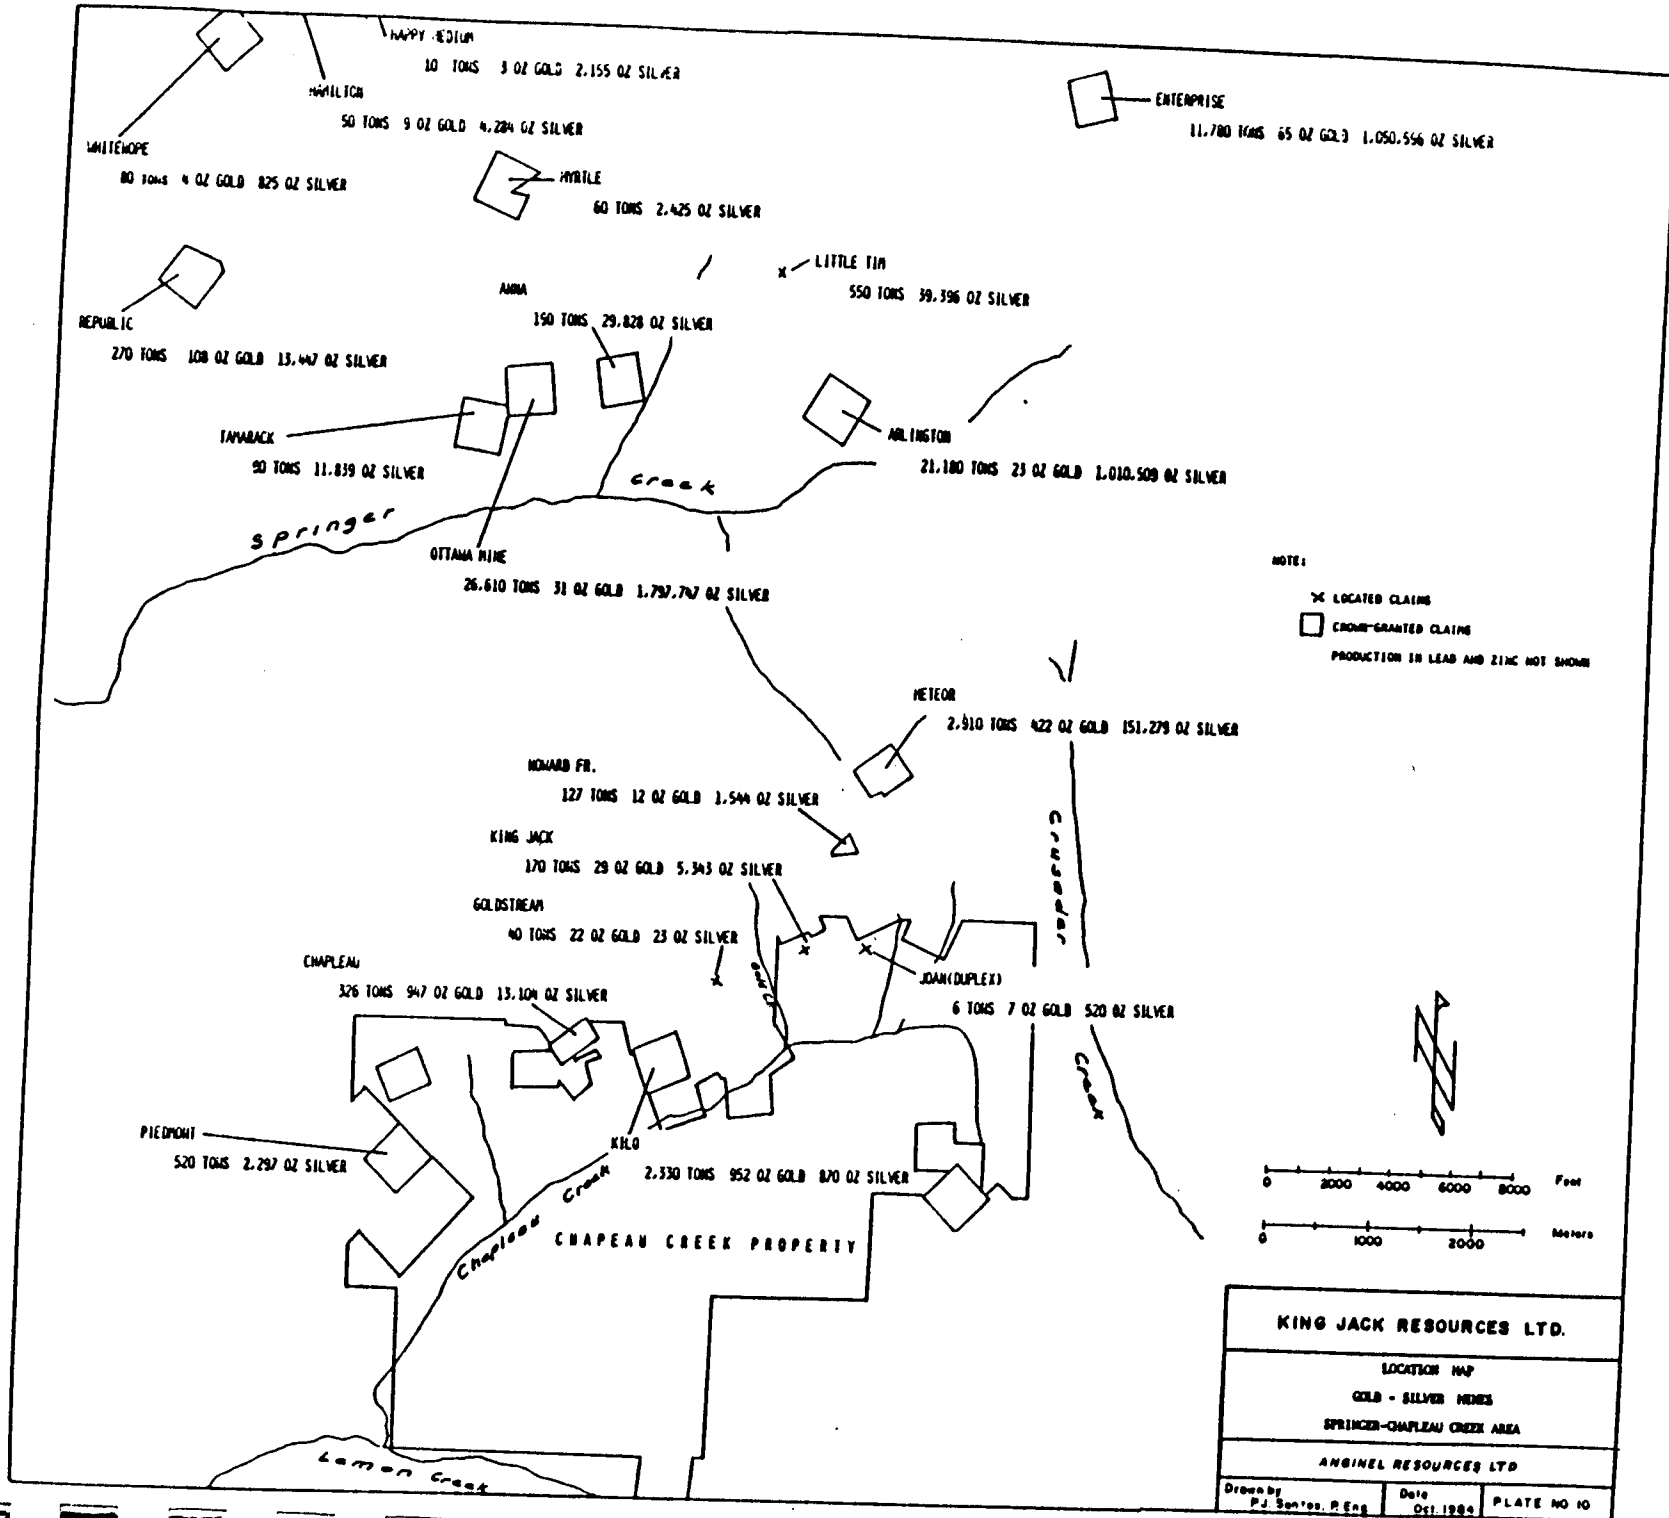 HAPPY MEDIUM
10 TONS 3 OZ GOLD 2.155 OZ SILVER
HAMILTON
50 TONS 9 OZ GOLD 4,284 OZ SILVER
ENTERPRISE
11,780 TONS 65 OZ GOLD 1,050,556 OZ SILVER
WHITEHOPE
80 TONS 4 OZ GOLD 825 OZ SILVER
MYRTLE
60 TONS 2,425 OZ SILVER
LITTLE TIM
550 TONS 39,396 OZ SILVER
ANNA
150 TONS 29,828 OZ SILVER
REPUBLIC
270 TONS 108 OZ GOLD 13,447 OZ SILVER
TAMARACK
90 TONS 11,839 OZ SILVER
ARLINGTON
21,180 TONS 23 OZ GOLD 1,010,509 OZ SILVER
Springer Creek
OTTAWA MINE
26,610 TONS 31 OZ GOLD 1,797,747 OZ SILVER
NOTE:
X LOCATED CLAIMS
CROWN-GRANTED CLAIMS
PRODUCTION IN LEAD AND ZINC NOT SHOWN
METEOR
2,910 TONS 422 OZ GOLD 151,279 OZ SILVER
HOWARD FR.
127 TONS 12 OZ GOLD 1,544 OZ SILVER
KING JACK
170 TONS 29 OZ GOLD 5,343 OZ SILVER
GOLDSTREAM
40 TONS 22 OZ GOLD 23 OZ SILVER
Crusader Creek
CHAPLEAU
326 TONS 947 OZ GOLD 13,104 OZ SILVER
JOAN(DUPLEX)
6 TONS 7 OZ GOLD 520 OZ SILVER
PIEDMONT
520 TONS 2,297 OZ SILVER
KILO
2,330 TONS 952 OZ GOLD 870 OZ SILVER
Chapleau Creek
CHAPEAU CREEK PROPERTY
0 2000 4000 6000 8000 Feet
0 1000 2000 Meters
Lemon Creek
KING JACK RESOURCES LTD.
LOCATION MAP
GOLD - SILVER MINES
SPRINGER-CHAPLEAU CREEK AREA
ANGINEL RESOURCES LTD
Drawn by
P.J. Santos, P. Eng
Date
Oct. 1984
PLATE NO 10